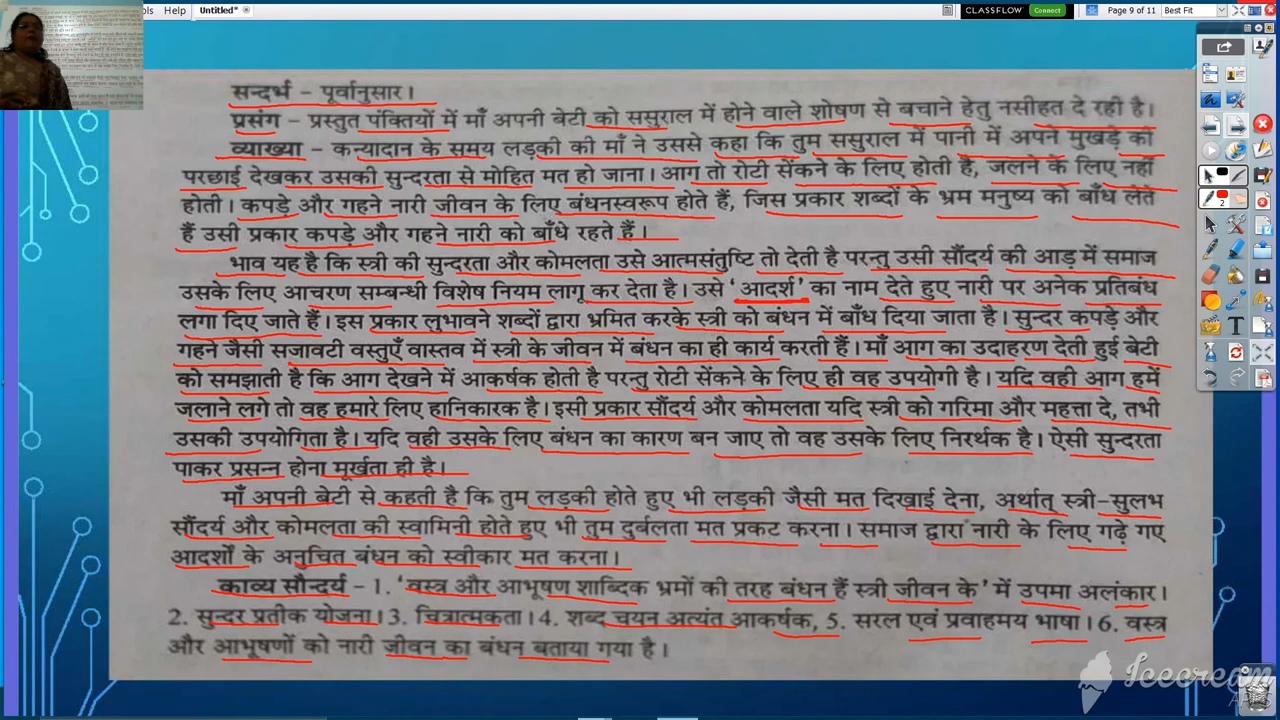 ols Help Untitled*
CLASSFLOW Connect Page 9 of 11 Best Fit
सन्दर्भ – पूर्वानुसार।
प्रसंग – प्रस्तुत पंक्तियों में माँ अपनी बेटी को ससुराल में होने वाले शोषण से बचाने हेतु नसीहत दे रही है।
व्याख्या – कन्यादान के समय लड़की की माँ ने उससे कहा कि तुम ससुराल में पानी में अपने मुखड़े की
परछाई देखकर उसकी सुन्दरता से मोहित मत हो जाना। आग तो रोटी सेंकने के लिए होती है, जलने के लिए नहीं
होती। कपड़े और गहने नारी जीवन के लिए बंधनस्वरूप होते हैं, जिस प्रकार शब्दों के भ्रम मनुष्य को बाँध लेते
हैं उसी प्रकार कपड़े और गहने नारी को बाँधे रहते हैं।
भाव यह है कि स्त्री की सुन्दरता और कोमलता उसे आत्मसंतुष्टि तो देती है परन्तु उसी सौंदर्य की आड़ में समाज
उसके लिए आचरण सम्बन्धी विशेष नियम लागू कर देता है। उसे 'आदर्श' का नाम देते हुए नारी पर अनेक प्रतिबंध
लगा दिए जाते हैं। इस प्रकार लुभावने शब्दों द्वारा भ्रमित करके स्त्री को बंधन में बाँध दिया जाता है। सुन्दर कपड़े और
गहने जैसी सजावटी वस्तुएँ वास्तव में स्त्री के जीवन में बंधन का ही कार्य करती हैं। माँ आग का उदाहरण देती हुई बेटी
को समझाती है कि आग देखने में आकर्षक होती है परन्तु रोटी सेंकने के लिए ही वह उपयोगी है। यदि वही आग हमें
जलाने लगे तो वह हमारे लिए हानिकारक है। इसी प्रकार सौंदर्य और कोमलता यदि स्त्री को गरिमा और महत्ता दे, तभी
उसकी उपयोगिता है। यदि वही उसके लिए बंधन का कारण बन जाए तो वह उसके लिए निरर्थक है। ऐसी सुन्दरता
पाकर प्रसन्न होना मूर्खता ही है।
माँ अपनी बेटी से कहती है कि तुम लड़की होते हुए भी लड़की जैसी मत दिखाई देना, अर्थात् स्त्री-सुलभ
सौंदर्य और कोमलता की स्वामिनी होते हुए भी तुम दुर्बलता मत प्रकट करना। समाज द्वारा नारी के लिए गढ़े गए
आदर्शों के अनुचित बंधन को स्वीकार मत करना।
काव्य सौन्दर्य – 1. 'वस्त्र और आभूषण शाब्दिक भ्रमों की तरह बंधन हैं स्त्री जीवन के' में उपमा अलंकार।
2. सुन्दर प्रतीक योजना। 3. चित्रात्मकता। 4. शब्द चयन अत्यंत आकर्षक, 5. सरल एवं प्रवाहमय भाषा। 6. वस्त्र
और आभूषणों को नारी जीवन का बंधन बताया गया है।
2
T
Icecream
APPS